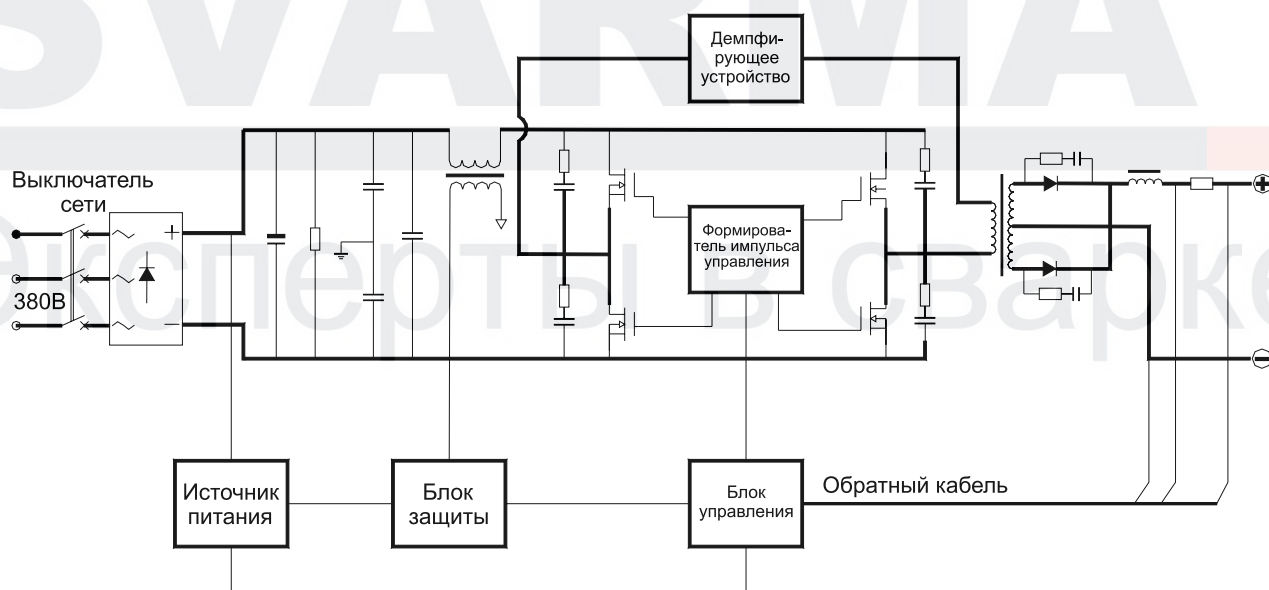 SVARMA
эксперты в сварке
Демпфи-
рующее
устройство
Выключатель
сети
380В
+
−
Формирова-
тель импульса
управления
+
−
Источник
питания
Блок
защиты
Блок
управления
Обратный кабель